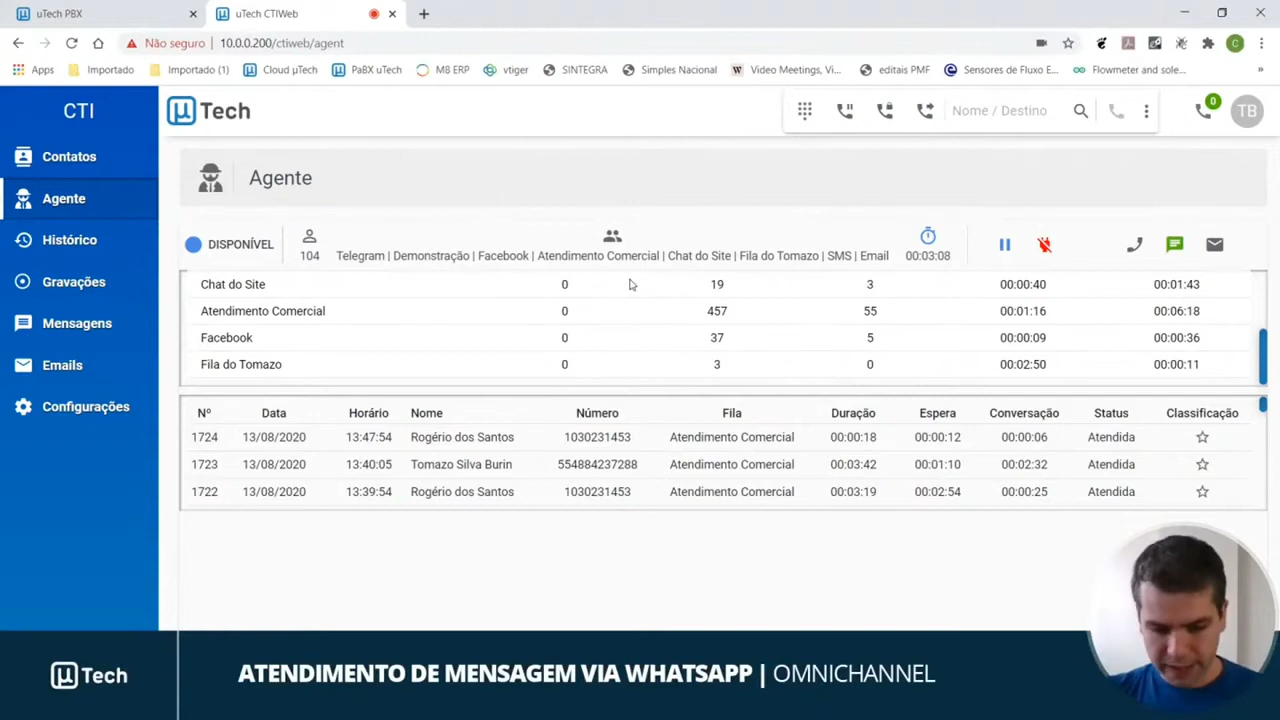 uTech PBX
uTech CTIWeb
Não seguro | 10.0.0.200/ctiweb/agent
C
Apps Importado Importado (1) Cloud µTech PaBX uTech M8 ERP vtiger SINTEGRA Simples Nacional Video Meetings, Vi... editais PMF Sensores de Fluxo E... Flowmeter and sole... »
CTI
µ Tech
Nome / Destino
0
TB
Contatos
Agente
Histórico
Gravações
Mensagens
Emails
Configurações
Agente
DISPONÍVEL
104
Telegram | Demonstração | Facebook | Atendimento Comercial | Chat do Site | Fila do Tomazo | SMS | Email
00:03:08
Chat do Site 0 19 3 00:00:40 00:01:43
Atendimento Comercial 0 457 55 00:01:16 00:06:18
Facebook 0 37 5 00:00:09 00:00:36
Fila do Tomazo 0 3 0 00:02:50 00:00:11
Nº Data Horário Nome Número Fila Duração Espera Conversação Status Classificação
1724 13/08/2020 13:47:54 Rogério dos Santos 1030231453 Atendimento Comercial 00:00:18 00:00:12 00:00:06 Atendida
1723 13/08/2020 13:40:05 Tomazo Silva Burin 554884237288 Atendimento Comercial 00:03:42 00:01:10 00:02:32 Atendida
1722 13/08/2020 13:39:54 Rogério dos Santos 1030231453 Atendimento Comercial 00:03:19 00:02:54 00:00:25 Atendida
µ Tech
ATENDIMENTO DE MENSAGEM VIA WHATSAPP | OMNICHANNEL